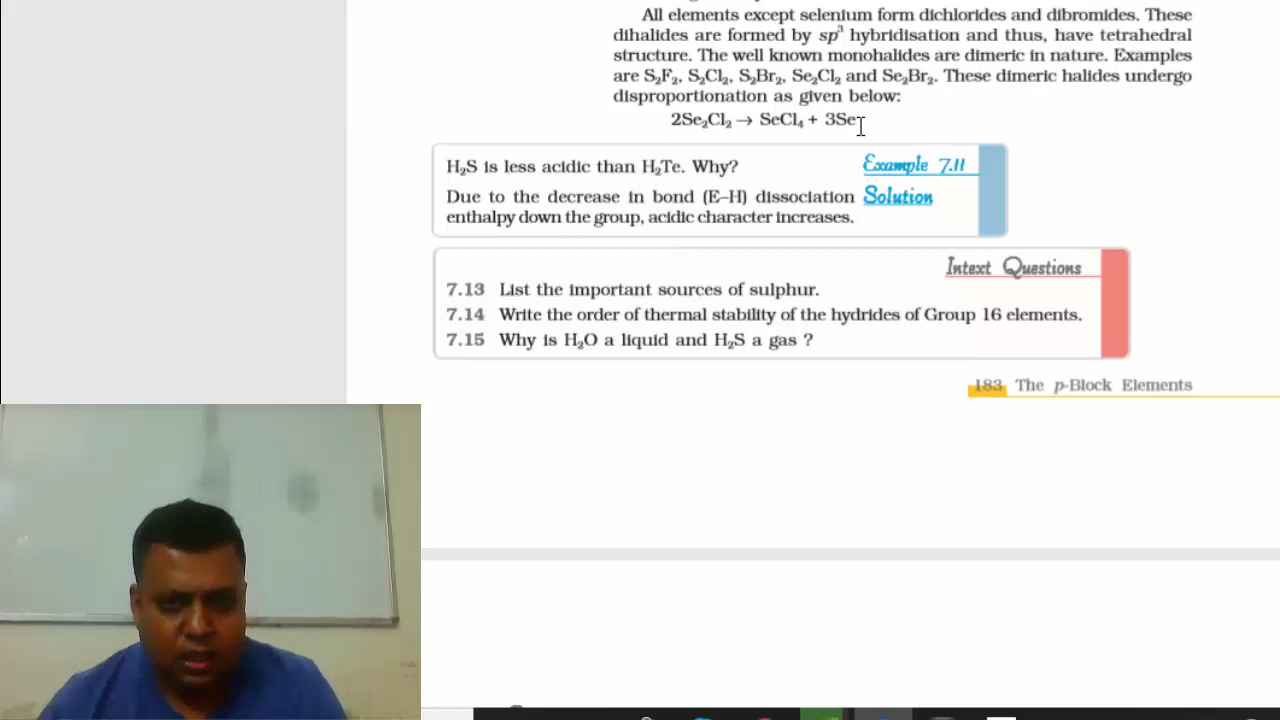 All elements except selenium form dichlorides and dibromides. These
dihalides are formed by sp³ hybridisation and thus, have tetrahedral
structure. The well known monohalides are dimeric in nature. Examples
are S₂F₂, S₂Cl₂, S₂Br₂, Se₂Cl₂ and Se₂Br₂. These dimeric halides undergo
disproportionation as given below:
2Se₂Cl₂ → SeCl₄ + 3Se
H₂S is less acidic than H₂Te. Why?
Example 7.11
Due to the decrease in bond (E–H) dissociation
enthalpy down the group, acidic character increases.
Solution
Intext Questions
7.13 List the important sources of sulphur.
7.14 Write the order of thermal stability of the hydrides of Group 16 elements.
7.15 Why is H₂O a liquid and H₂S a gas ?
183 The p-Block Elements